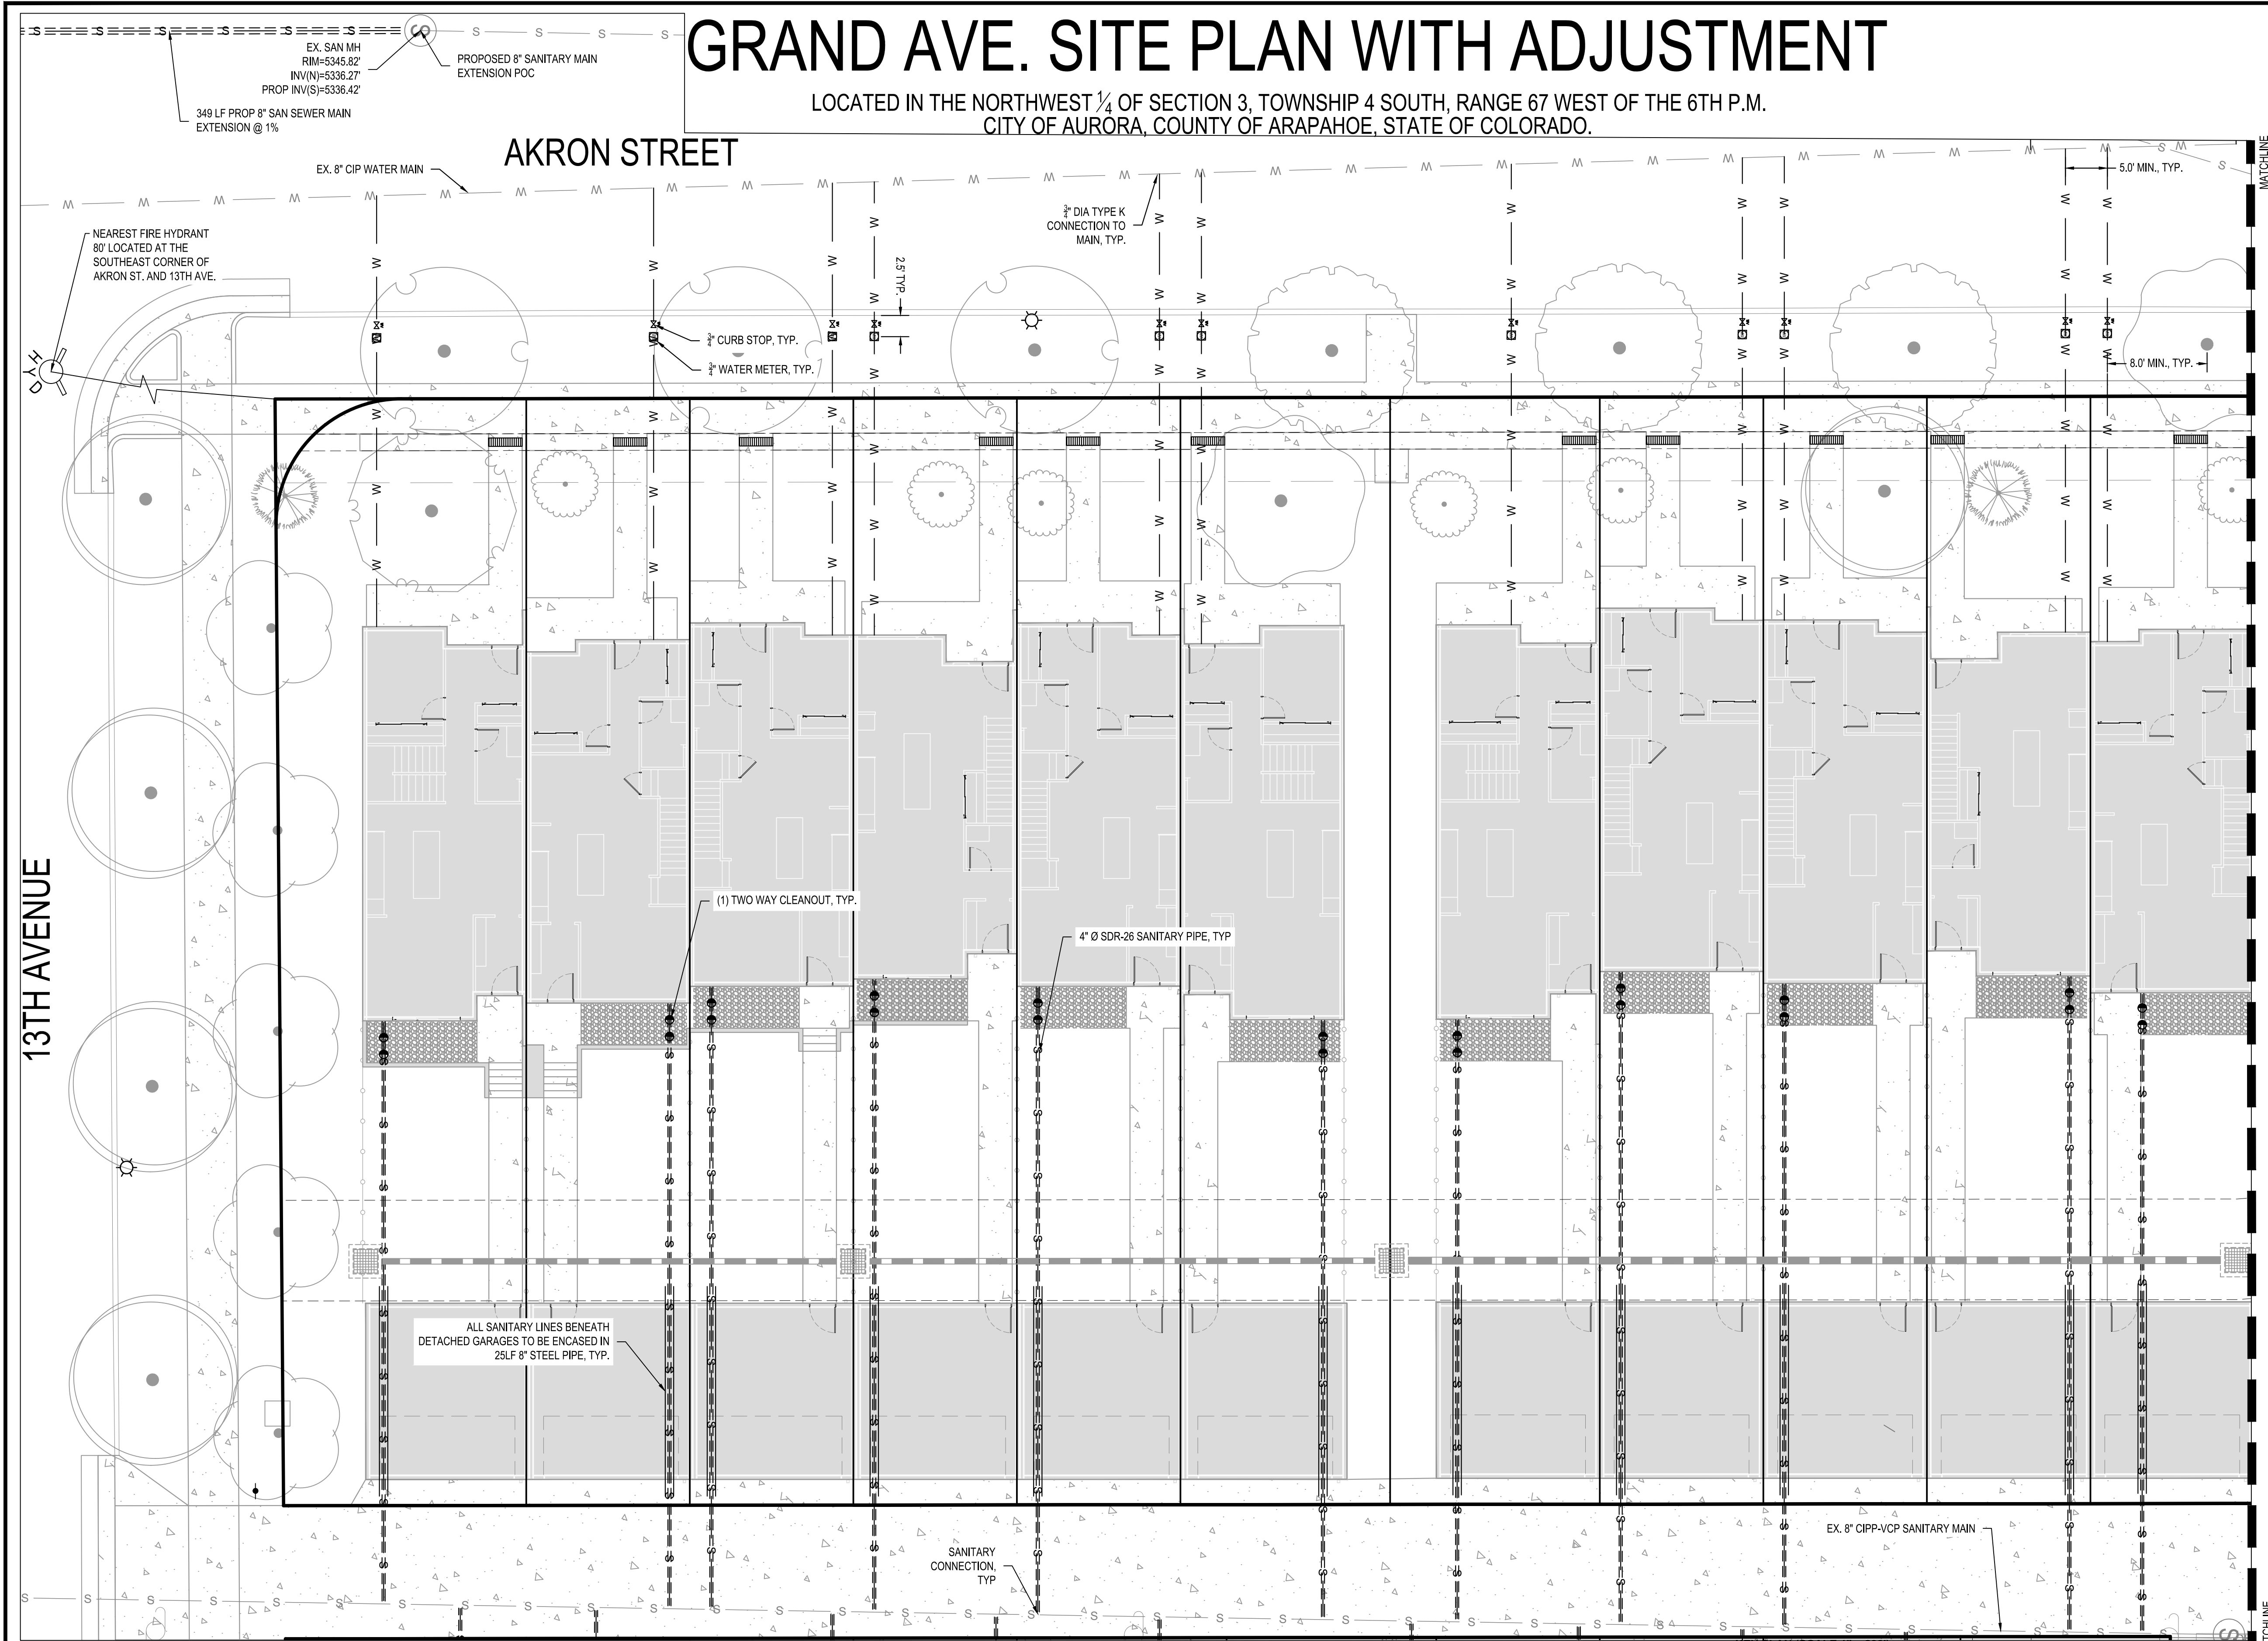 GRAND AVE. SITE PLAN WITH ADJUSTMENT
LOCATED IN THE NORTHWEST 1/4 OF SECTION 3, TOWNSHIP 4 SOUTH, RANGE 67 WEST OF THE 6TH P.M.
CITY OF AURORA, COUNTY OF ARAPAHOE, STATE OF COLORADO.
EX. SAN MH
RIM=5345.82'
INV(N)=5336.27'
PROP INV(S)=5336.42'
PROPOSED 8" SANITARY MAIN
EXTENSION POC
349 LF PROP 8" SAN SEWER MAIN
EXTENSION @ 1%
AKRON STREET
EX. 8" CIP WATER MAIN
MATCHLINE
5.0' MIN., TYP.
NEAREST FIRE HYDRANT
80' LOCATED AT THE
SOUTHEAST CORNER OF
AKRON ST. AND 13TH AVE.
3/4" DIA TYPE K
CONNECTION TO
MAIN, TYP.
2.5' TYP.
HYD
3/4" CURB STOP, TYP.
3/4" WATER METER, TYP.
8.0' MIN., TYP.
13TH AVENUE
(1) TWO WAY CLEANOUT, TYP.
4" Ø SDR-26 SANITARY PIPE, TYP
ALL SANITARY LINES BENEATH
DETACHED GARAGES TO BE ENCASED IN
25LF 8" STEEL PIPE, TYP.
SANITARY
CONNECTION,
TYP
EX. 8" CIPP-VCP SANITARY MAIN